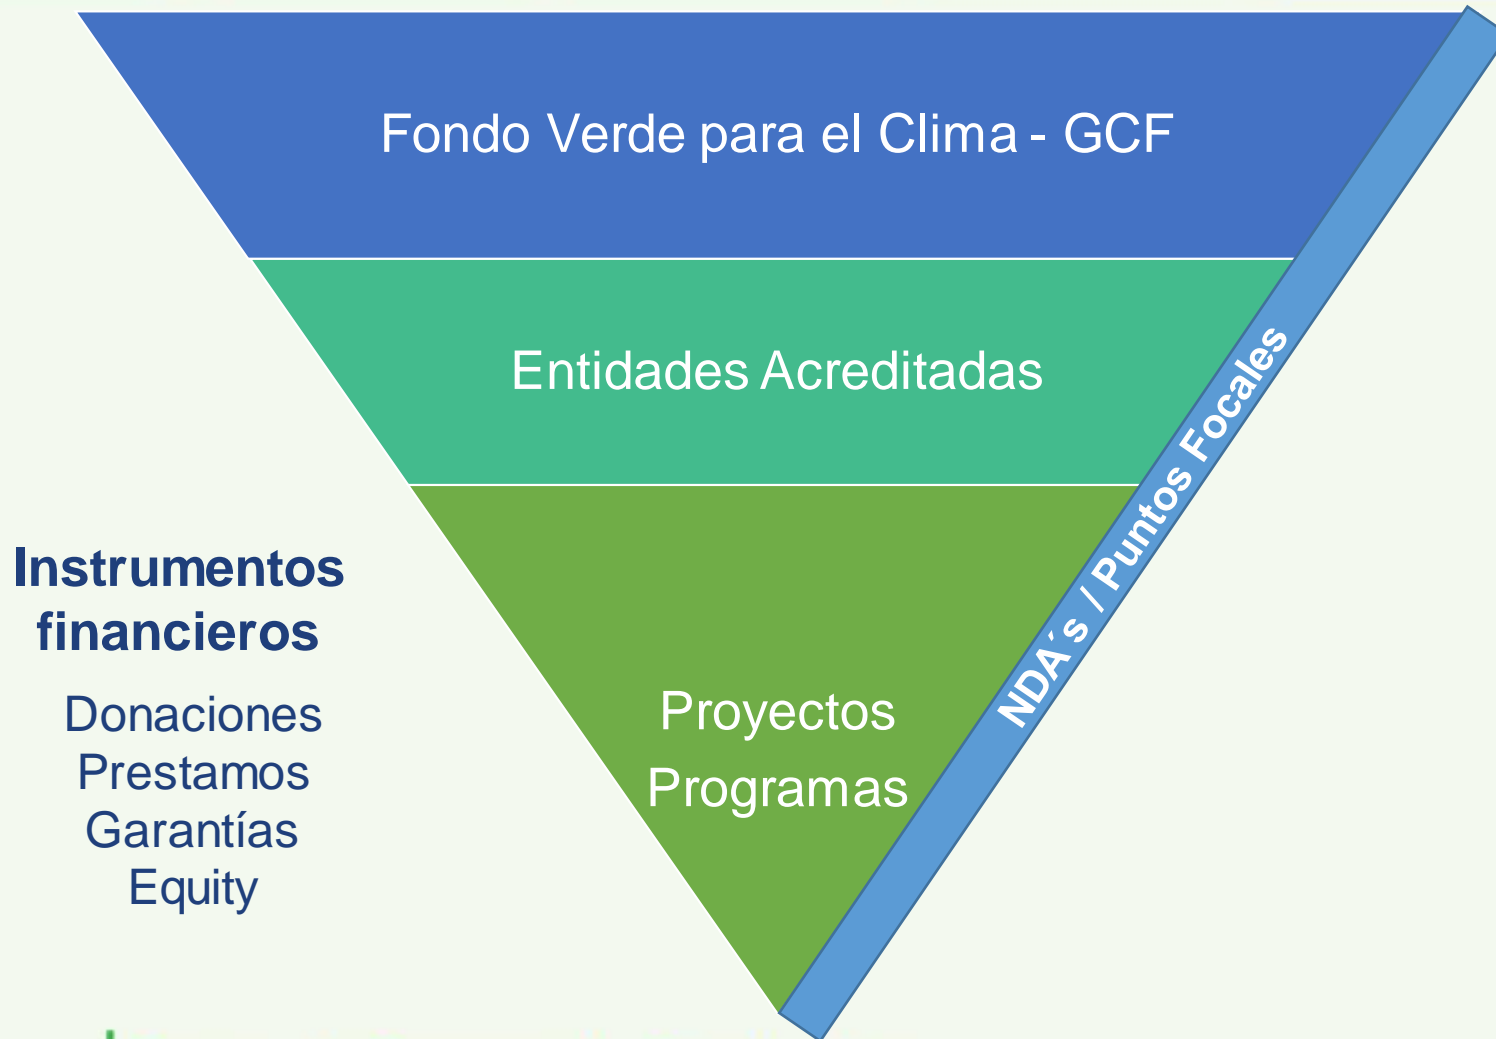 Fondo Verde para el Clima - GCF
Entidades Acreditadas
NDA´s / Puntos Focales
Instrumentos
financieros
Donaciones
Prestamos
Garantías
Equity
Proyectos
Programas